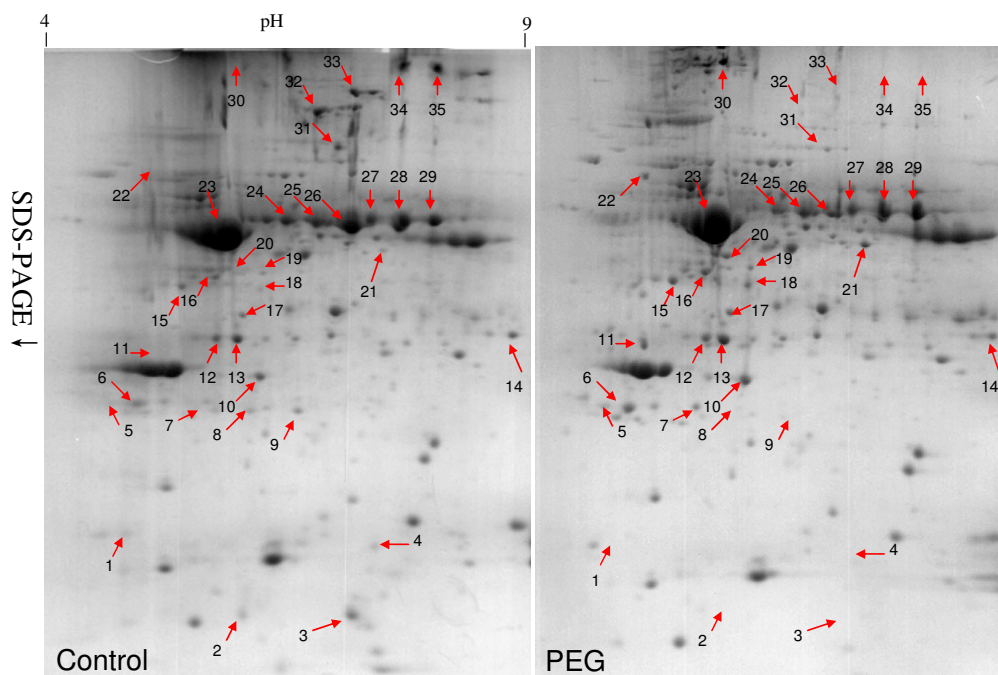 4 pH 9
33 33
32 32
30 34 35 30 34 35
31 31
22 23 24 25 26 27 28 29 22 23 24 25 26 27 28 29
SDS-PAGE →
20 20
19 19
18 21 18 21
16 16
15 17 15 17
11 11
12 13 14 12 13 14
6 10 6 10
5 7 8 9 5 7 8 9
1 4 1 4
2 3 2 3
Control PEG